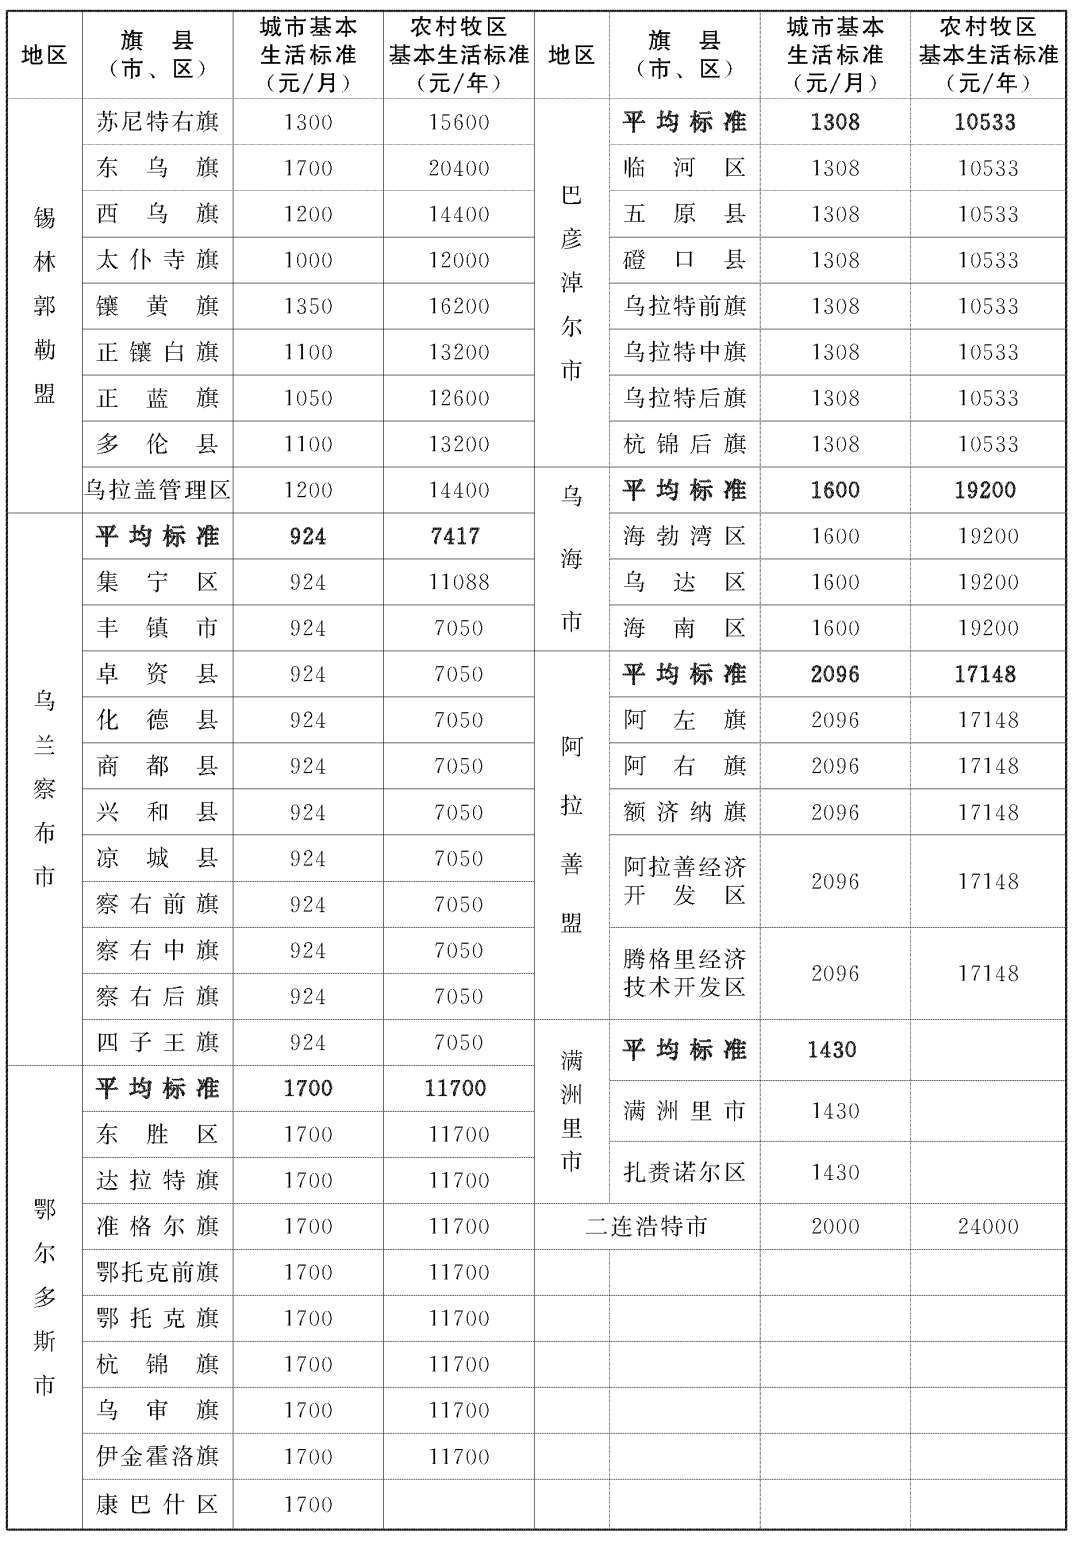 地区 旗县（市、区） 城市基本生活标准（元/月） 农村牧区基本生活标准（元/年）
锡林郭勒盟
苏尼特右旗 1300 15600
东乌旗 1700 20400
西乌旗 1200 14400
太仆寺旗 1000 12000
镶黄旗 1350 16200
正镶白旗 1100 13200
正蓝旗 1050 12600
多伦县 1100 13200
乌拉盖管理区 1200 14400
乌兰察布市
平均标准 924 7417
集宁区 924 11088
丰镇市 924 7050
卓资县 924 7050
化德县 924 7050
商都县 924 7050
兴和县 924 7050
凉城县 924 7050
察右前旗 924 7050
察右中旗 924 7050
察右后旗 924 7050
四子王旗 924 7050
鄂尔多斯市
平均标准 1700 11700
东胜区 1700 11700
达拉特旗 1700 11700
准格尔旗 1700 11700
鄂托克前旗 1700 11700
鄂托克旗 1700 11700
杭锦旗 1700 11700
乌审旗 1700 11700
伊金霍洛旗 1700 11700
康巴什区 1700
地区 旗县（市、区） 城市基本生活标准（元/月） 农村牧区基本生活标准（元/年）
巴彦淖尔市
平均标准 1308 10533
临河区 1308 10533
五原县 1308 10533
磴口县 1308 10533
乌拉特前旗 1308 10533
乌拉特中旗 1308 10533
乌拉特后旗 1308 10533
杭锦后旗 1308 10533
乌海市
平均标准 1600 19200
海勃湾区 1600 19200
乌达区 1600 19200
海南区 1600 19200
阿拉善盟
平均标准 2096 17148
阿左旗 2096 17148
阿右旗 2096 17148
额济纳旗 2096 17148
阿拉善经济开发区 2096 17148
腾格里经济技术开发区 2096 17148
满洲里市
平均标准 1430
满洲里市 1430
扎赉诺尔区 1430
二连浩特市 2000 24000